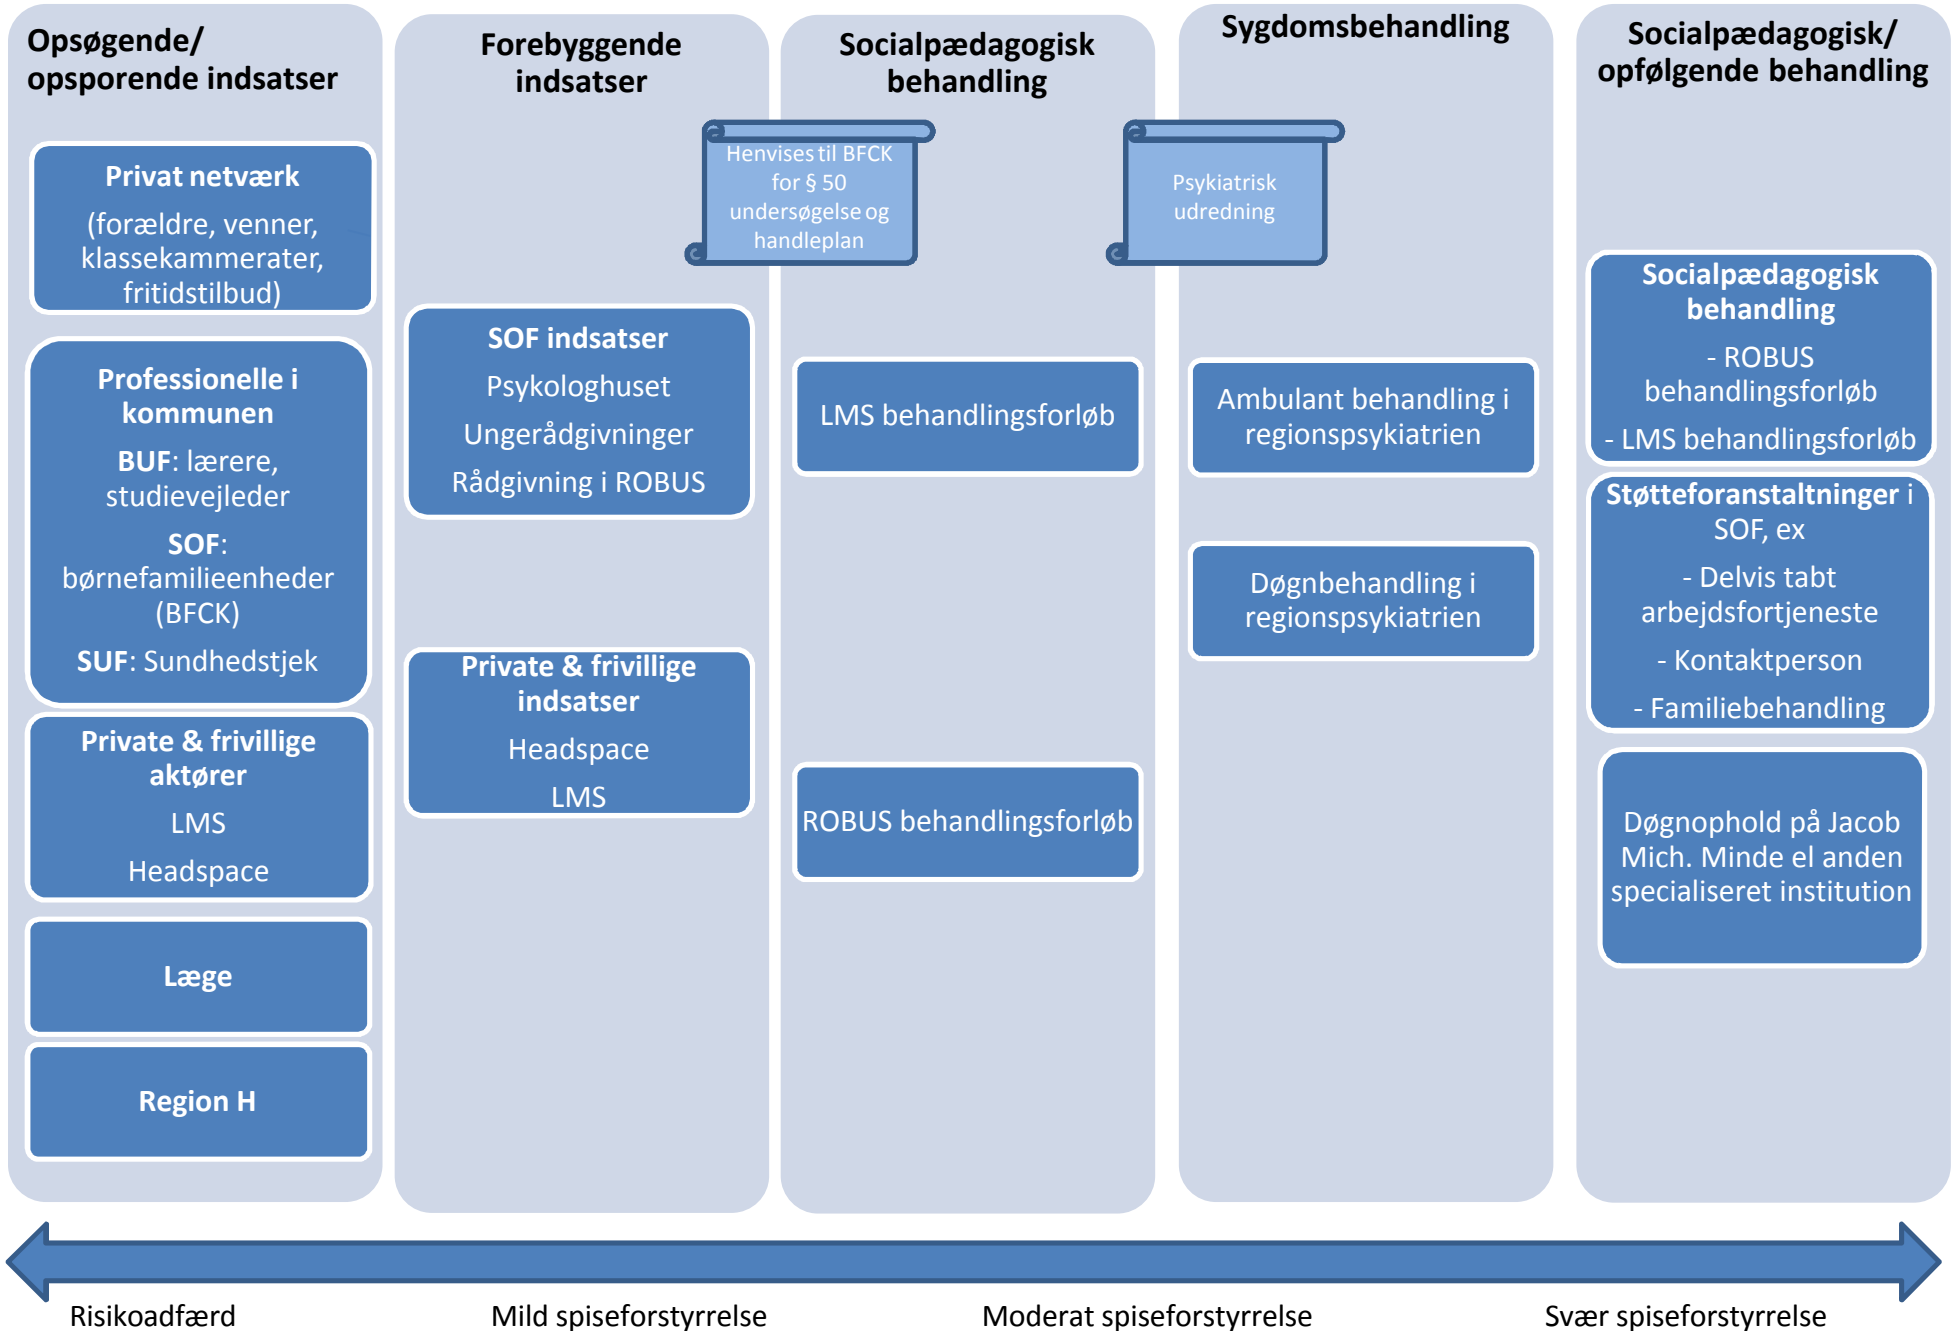 Opsøgende/
opsporende indsatser
Privat netværk
(forældre, venner,
klassekammerater,
fritidstilbud)
Professionelle i
kommunen
BUF: lærere,
studievejleder
SOF:
børnefamilieenheder
(BFCK)
SUF: Sundhedstjek
Private & frivillige
aktører
LMS
Headspace
Læge
Region H
Forebyggende
indsatser
Henvises til BFCK
for § 50
undersøgelse og
handleplan
SOF indsatser
Psykologhuset
Ungerådgivninger
Rådgivning i ROBUS
Private & frivillige
indsatser
Headspace
LMS
Socialpædagogisk
behandling
LMS behandlingsforløb
ROBUS behandlingsforløb
Psykiatrisk
udredning
Sygdomsbehandling
Ambulant behandling i
regionspsykiatrien
Døgnbehandling i
regionspsykiatrien
Socialpædagogisk/
opfølgende behandling
Socialpædagogisk
behandling
- ROBUS
behandlingsforløb
- LMS behandlingsforløb
Støtteforanstaltninger i
SOF, ex
- Delvis tabt
arbejdsfortjeneste
- Kontaktperson
- Familiebehandling
Døgnophold på Jacob
Mich. Minde el anden
specialiseret institution
Risikoadfærd
Mild spiseforstyrrelse
Moderat spiseforstyrrelse
Svær spiseforstyrrelse